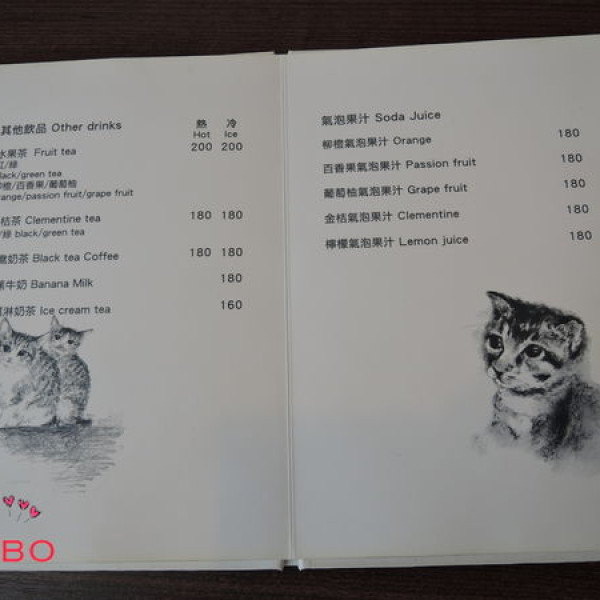 其他飲品 Other drinks
熱 冷
Hot Ice
水果茶 Fruit tea 200 200
/綠
black/green tea
橙/百香果/葡萄柚
orange/passion fruit/grape fruit
桔茶 Clementine tea 180 180
/綠 black/green tea
奶茶 Black tea Coffee 180 180
牛奶 Banana Milk 180
淋奶茶 Ice cream tea 160
氣泡果汁 Soda Juice
柳橙氣泡果汁 Orange 180
百香果氣泡果汁 Passion fruit 180
葡萄柚氣泡果汁 Grape fruit 180
金桔氣泡果汁 Clementine 180
檸檬氣泡果汁 Lemon juice 180
BO